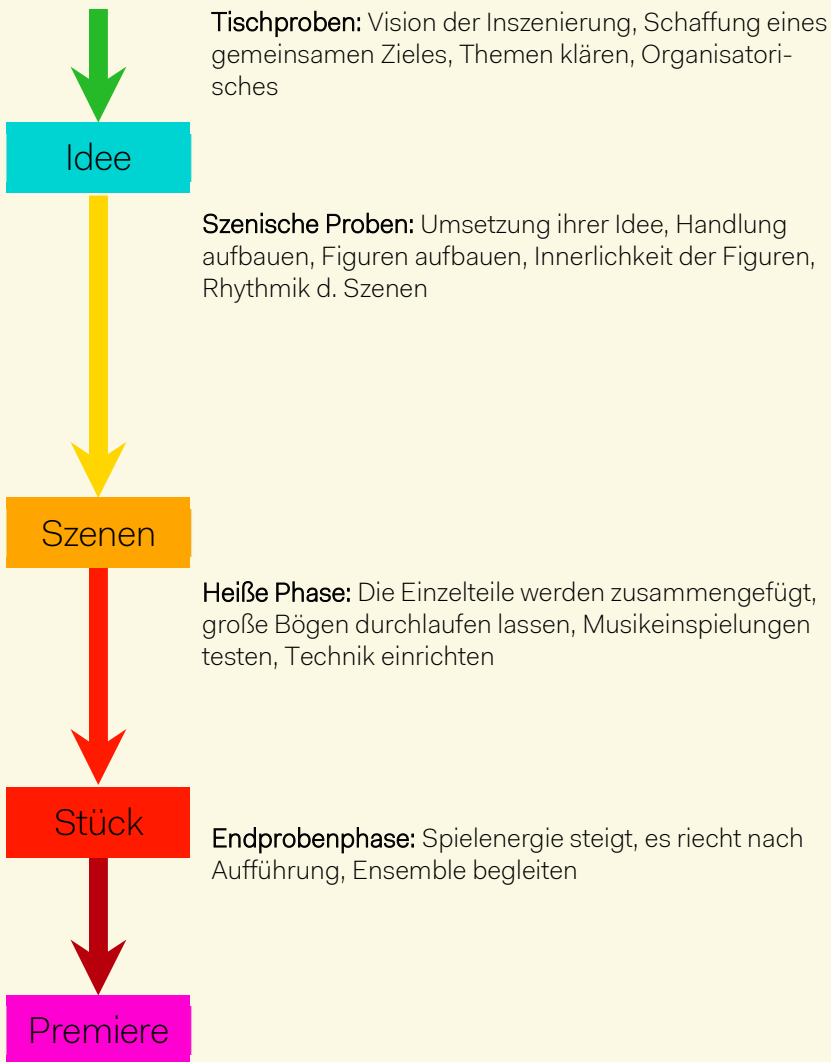 Tischproben: Vision der Inszenierung, Schaffung eines
gemeinsamen Zieles, Themen klären, Organisatori-
sches
Idee
Szenische Proben: Umsetzung ihrer Idee, Handlung
aufbauen, Figuren aufbauen, Innerlichkeit der Figuren,
Rhythmik d. Szenen
Szenen
Heiße Phase: Die Einzelteile werden zusammengefügt,
große Bögen durchlaufen lassen, Musikeinspielungen
testen, Technik einrichten
Stück
Endprobenphase: Spielenergie steigt, es riecht nach
Aufführung, Ensemble begleiten
Premiere